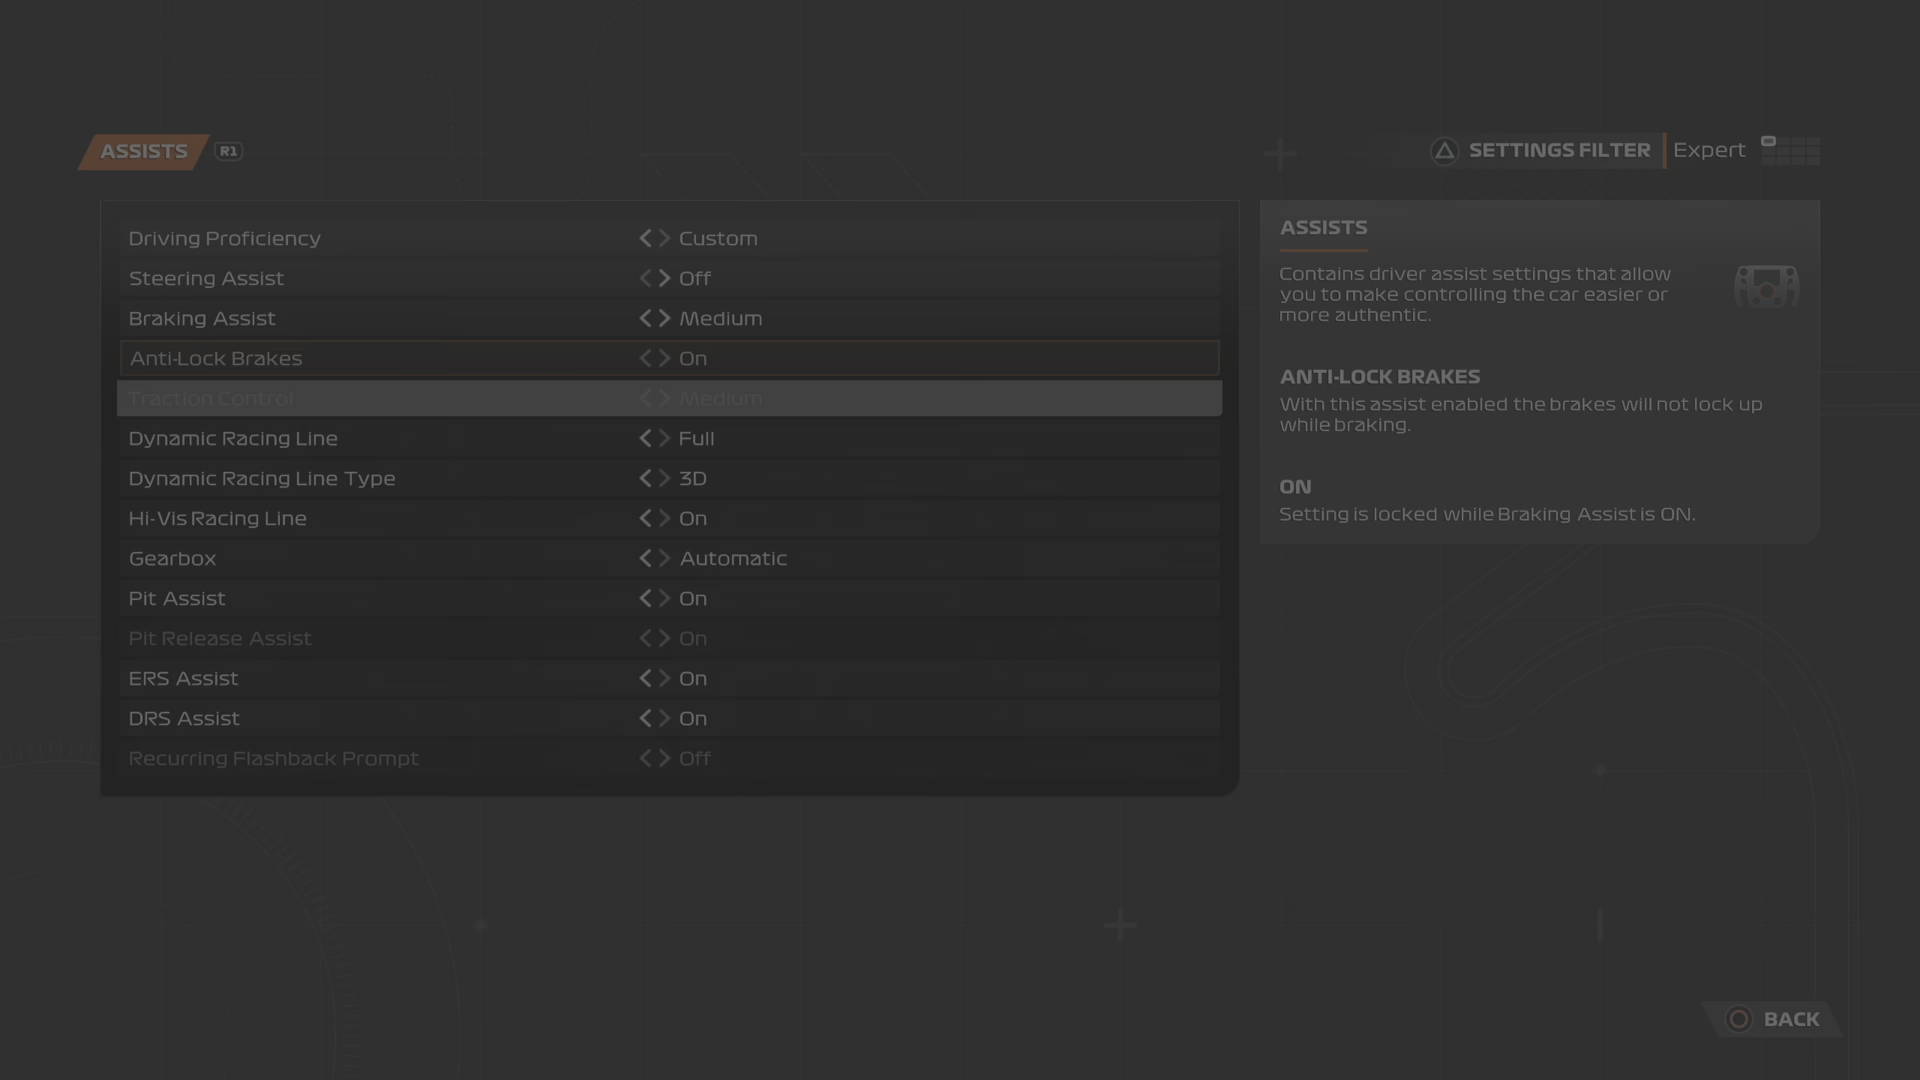 ASSISTS R1
SETTINGS FILTER Expert
Driving Proficiency Custom
Steering Assist Off
Braking Assist Medium
Anti-Lock Brakes On
Traction Control Medium
Dynamic Racing Line Full
Dynamic Racing Line Type 3D
Hi-Vis Racing Line On
Gearbox Automatic
Pit Assist On
Pit Release Assist On
ERS Assist On
DRS Assist On
Recurring Flashback Prompt Off
ASSISTS
Contains driver assist settings that allow
you to make controlling the car easier or
more authentic.
ANTI-LOCK BRAKES
With this assist enabled the brakes will not lock up
while braking.
ON
Setting is locked while Braking Assist is ON.
BACK